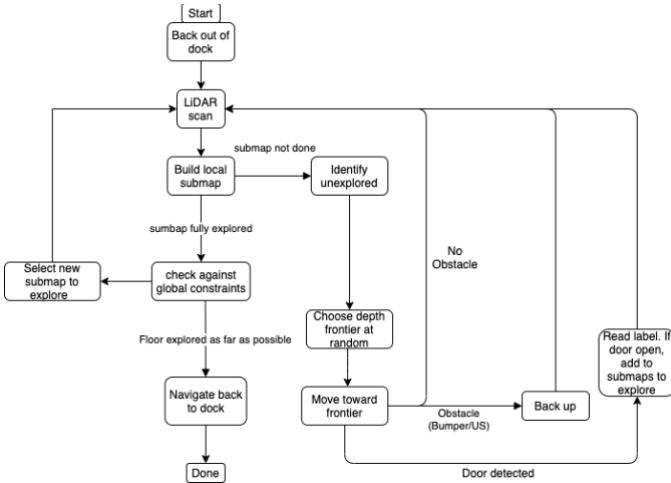 Start
Back out of
dock
LiDAR
scan
submap not done
Build local
submap
Identify
unexplored
sumbap fully explored
No
Obstacle
Select new
submap to
explore
check against
global constraints
Choose depth
frontier at
random
Floor explored as far as possible
Read label. If
door open,
add to
submaps to
explore
Navigate back
to dock
Move toward
frontier
Obstacle
(Bumper/US)
Back up
Done
Door detected